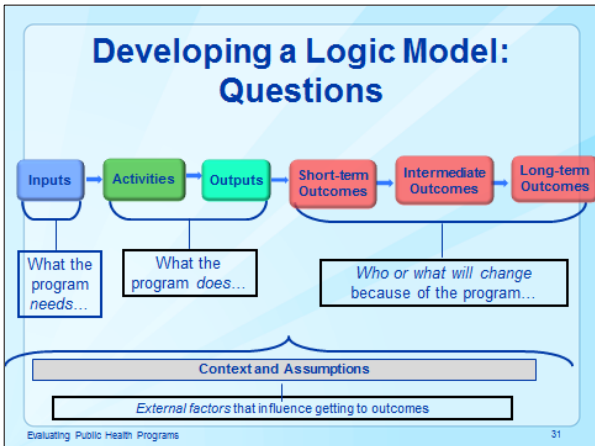 Developing a Logic Model:
Questions
Inputs
Activities
Outputs
Short-term
Outcomes
Intermediate
Outcomes
Long-term
Outcomes
What the
program
needs...
What the
program does...
Who or what will change
because of the program...
Context and Assumptions
External factors that influence getting to outcomes
Evaluating Public Health Programs
31